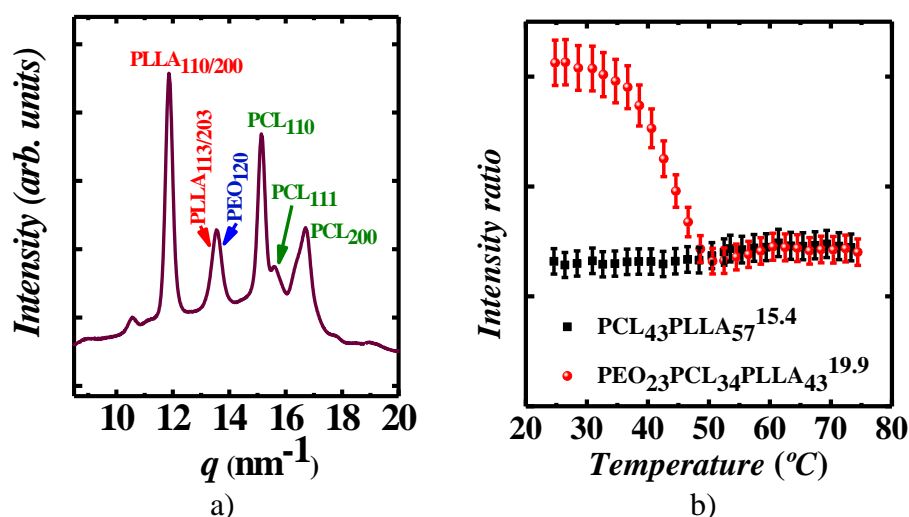 Intensity (arb. units)
PLLA110/200
PLLA113/203
PEO120
PCL110
PCL111
PCL200
10 12 14 16 18 20
q (nm-1
a)
Intensity ratio
PCL43PLLA57 15.4
PEO23PCL34PLLA43 19.9
20 30 40 50 60 70 80
Temperature (ºC)
b)